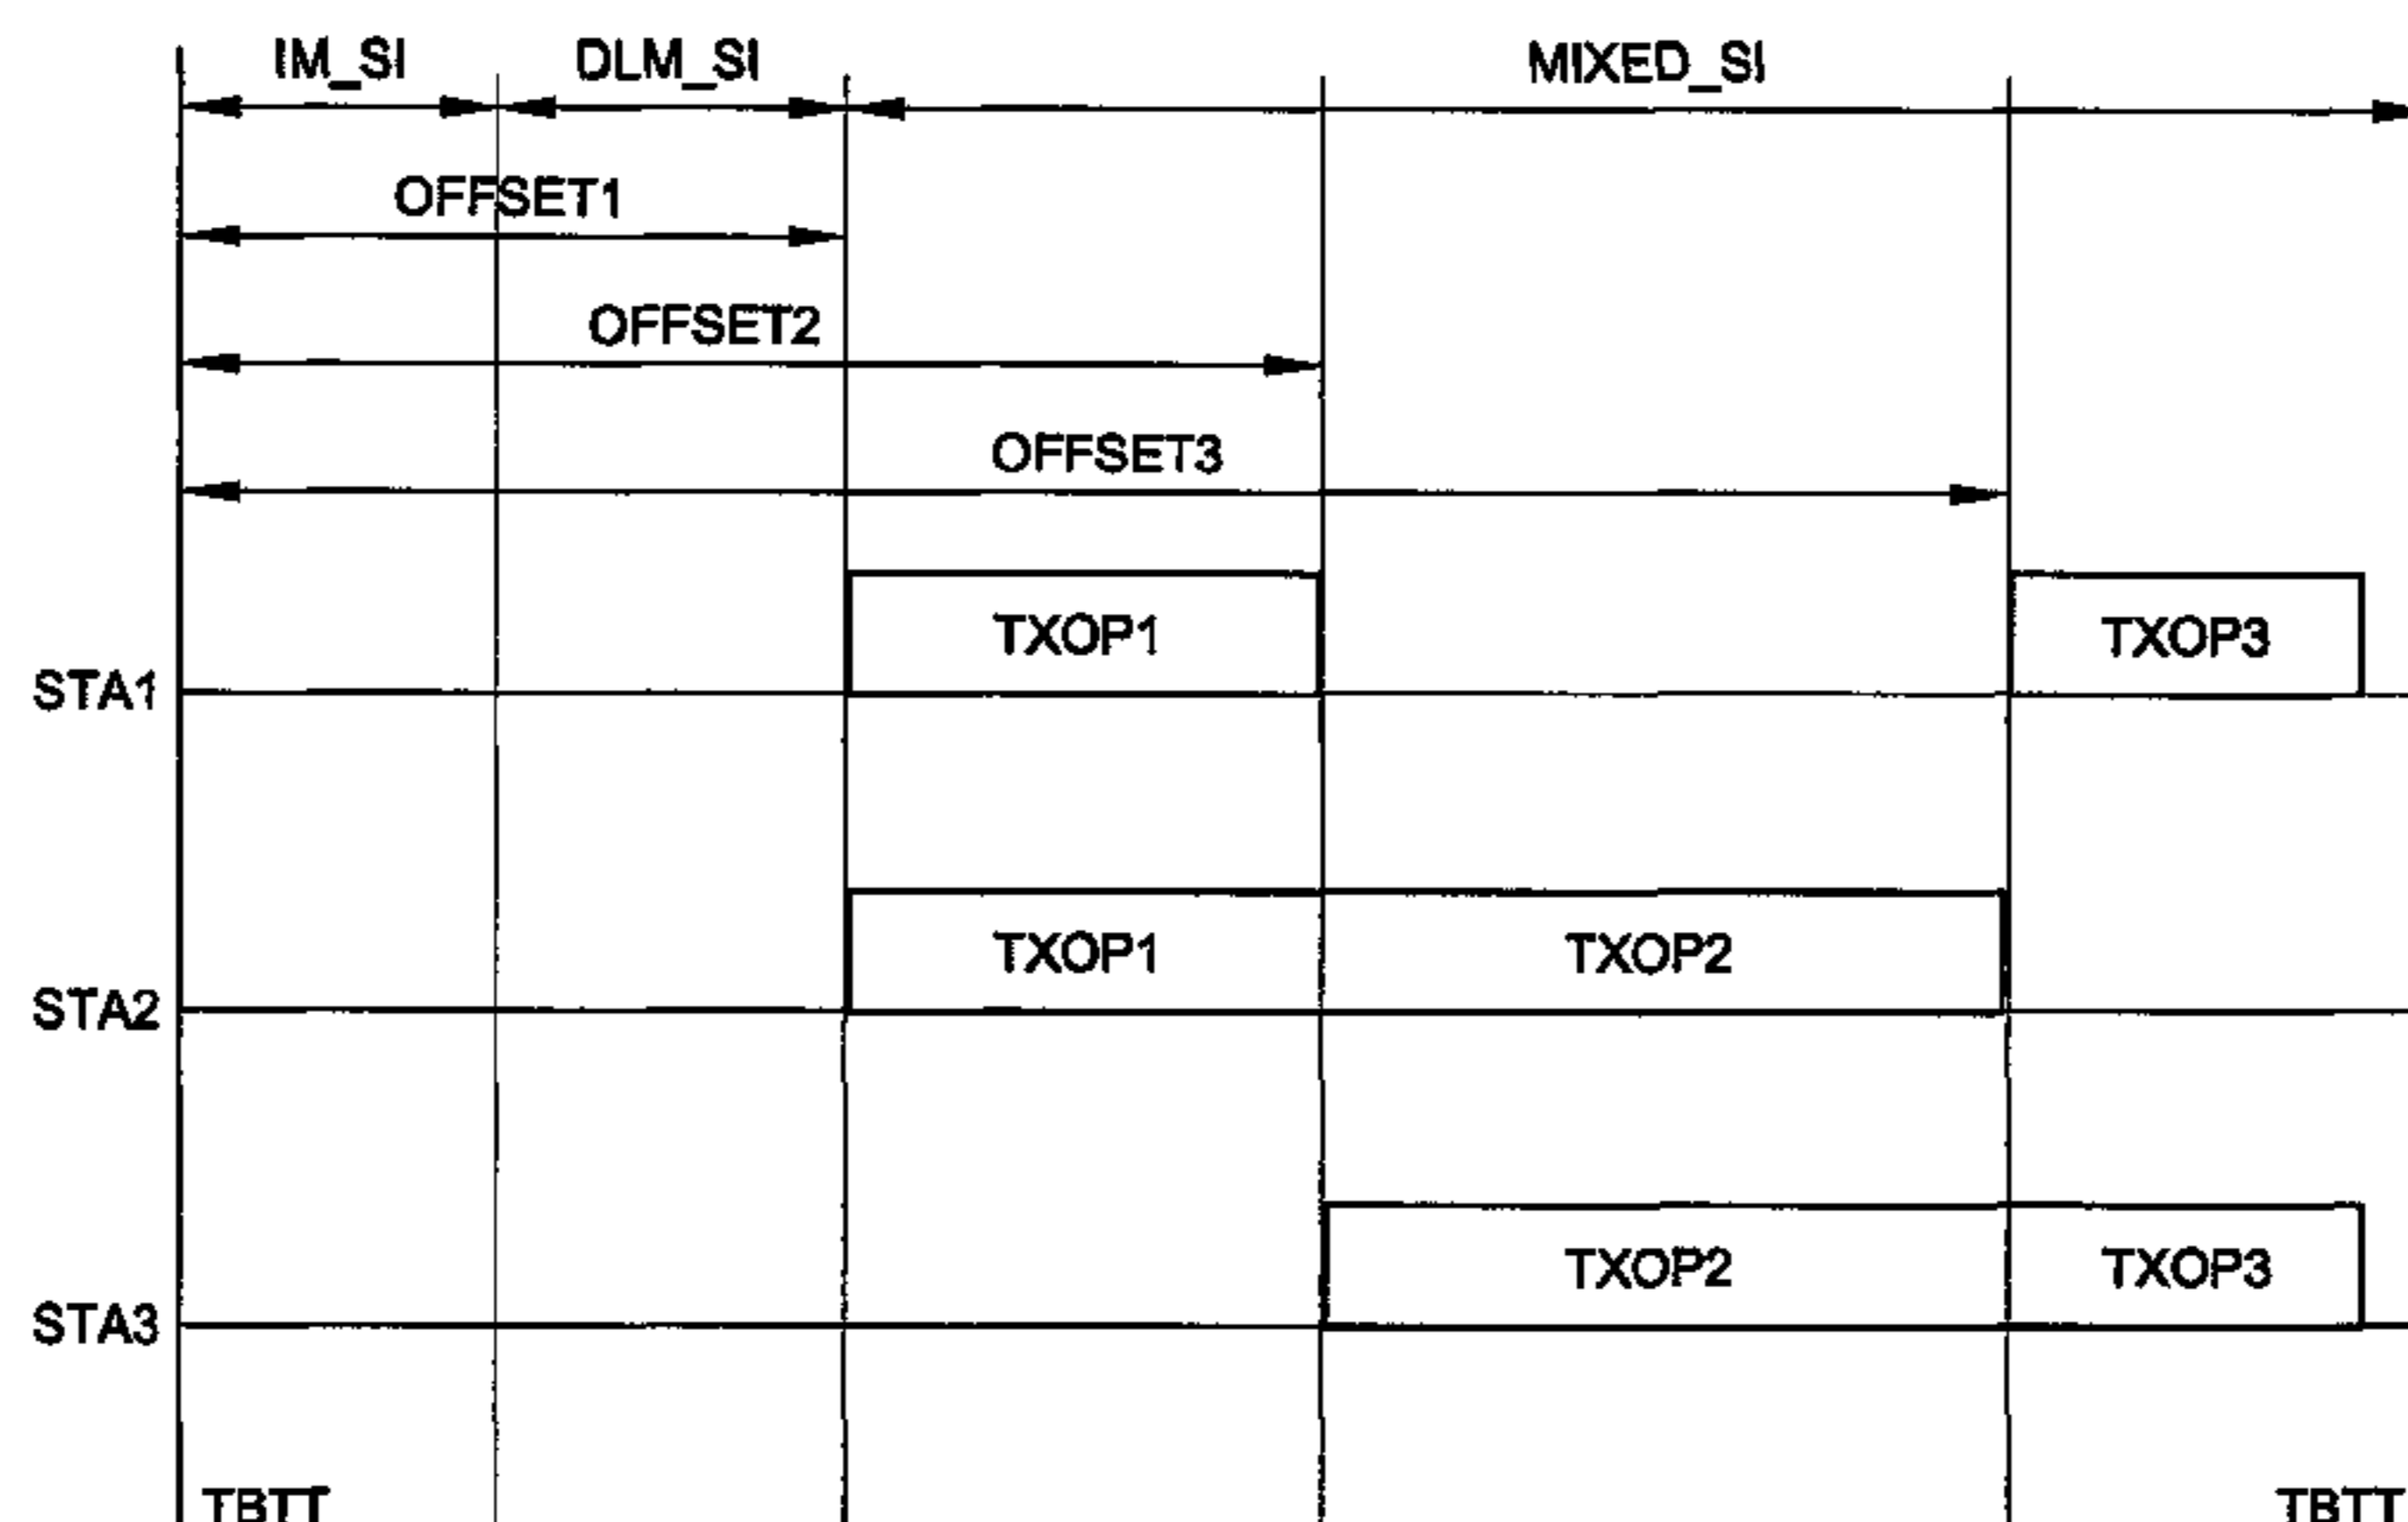 IM_SI DLM_SI MIXED_SI
OFFSET1
OFFSET2
OFFSET3
STA1 TXOP1 TXOP3
STA2 TXOP1 TXOP2
STA3 TXOP2 TXOP3
TBTT TBTT